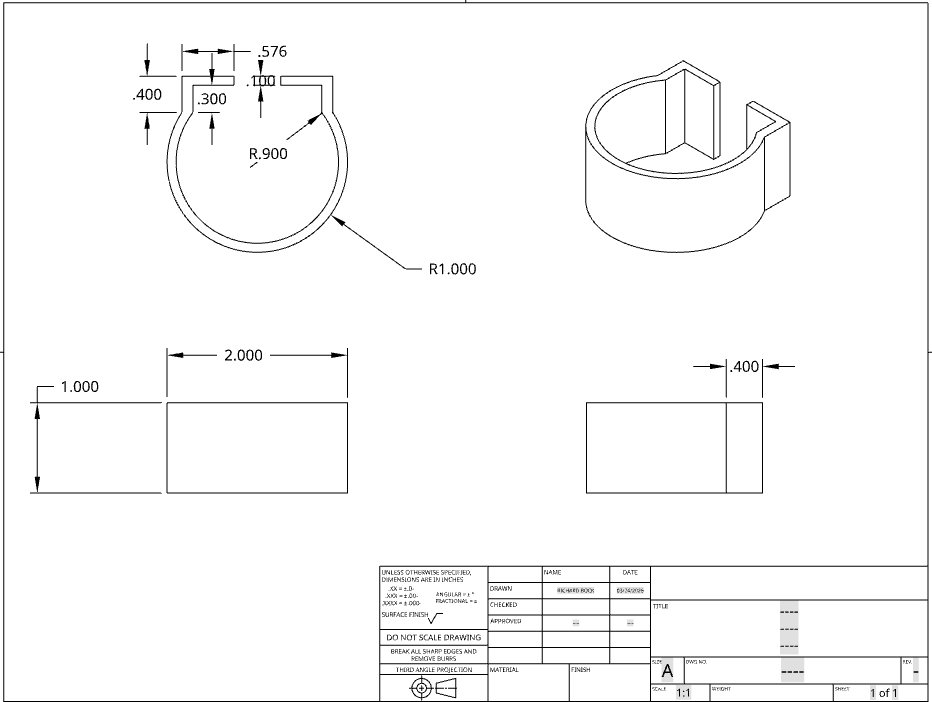 .576
.100
.400
.300
R.900
R1.000
2.000
1.000
.400
UNLESS OTHERWISE SPECIFIED,
DIMENSIONS ARE IN INCHES
.XX = ±.0-
.XXX = ±.00-
.XXXX = ±.000-
ANGULAR = ± °
FRACTIONAL = ±
SURFACE FINISH
DO NOT SCALE DRAWING
BREAK ALL SHARP EDGES AND
REMOVE BURRS
THIRD ANGLE PROJECTION
NAME
DATE
DRAWN
RICHARD BOCK
03/24/2026
CHECKED
APPROVED
--
--
MATERIAL
FINISH
TITLE
----
----
----
SIZE
A
DWG NO.
----
REV.
-
SCALE
1:1
WEIGHT
SHEET
1 of 1